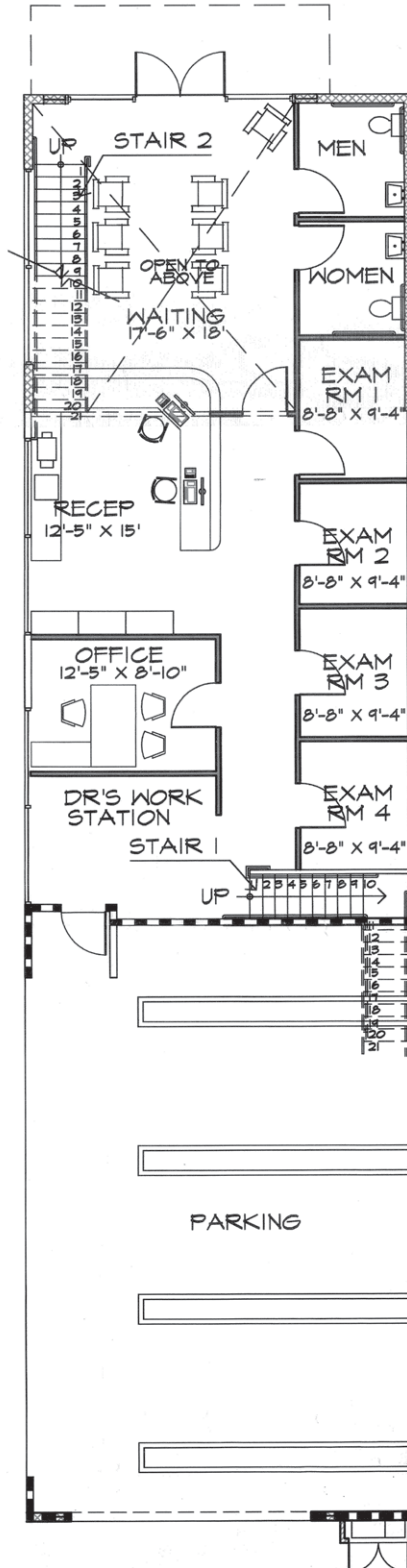 MEN
UP
STAIR 2
1
2
3
4
5
6
7
8
9
10
11
12
13
14
15
16
17
18
19
20
21
OPEN TO
ABOVE
WAITING
17'-6" X 18'
WOMEN
EXAM
RM 1
8'-8" X 9'-4"
RECEP
12'-5" X 15'
EXAM
RM 2
8'-8" X 9'-4"
OFFICE
12'-5" X 8'-10"
EXAM
RM 3
8'-8" X 9'-4"
DR'S WORK
STATION
EXAM
RM 4
8'-8" X 9'-4"
STAIR 1
UP
1 2 3 4 5 6 7 8 9 10
12
13
14
15
16
18
20
PARKING